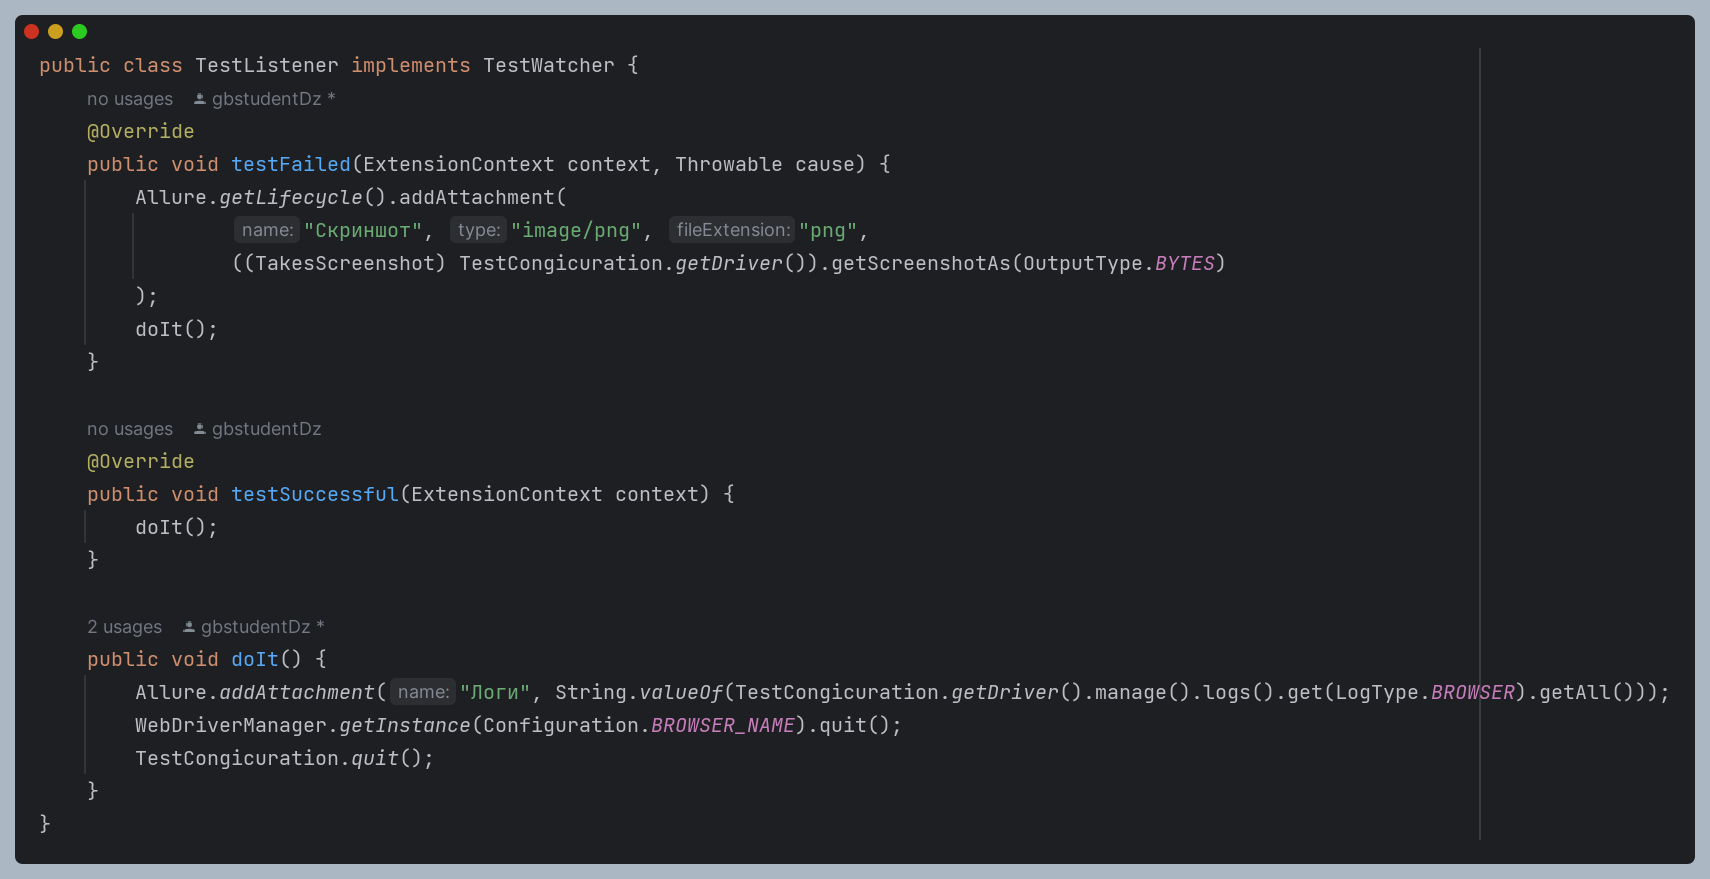 public class TestListener implements TestWatcher {
no usages gbstudentDz *
@Override
public void testFailed(ExtensionContext context, Throwable cause) {
Allure.getLifecycle().addAttachment(
name: "Скриншот", type: "image/png", fileExtension: "png",
((TakesScreenshot) TestCongicuration.getDriver()).getScreenshotAs(OutputType.BYTES)
);
doIt();
}
no usages gbstudentDz
@Override
public void testSuccessful(ExtensionContext context) {
doIt();
}
2 usages gbstudentDz *
public void doIt() {
Allure.addAttachment( name: "Логи", String.valueOf(TestCongicuration.getDriver().manage().logs().get(LogType.BROWSER).getAll()));
WebDriverManager.getInstance(Configuration.BROWSER_NAME).quit();
TestCongicuration.quit();
}
}